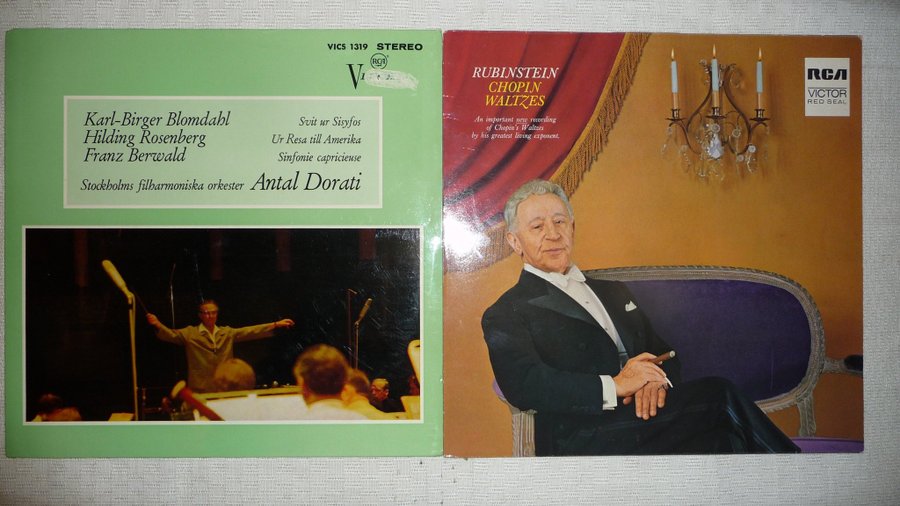 VICS 1319 STEREO
RCA
Karl-Birger Blomdahl Svit ur Sisyfos
Hilding Rosenberg Ur Resa till Amerika
Franz Berwald Sinfonie capricieuse
Stockholms filharmoniska orkester Antal Dorati
RUBINSTEIN
CHOPIN
WALTZES
An important new recording
of Chopin's Waltzes
by his greatest living exponent.
RCA
VICTOR
RED SEAL